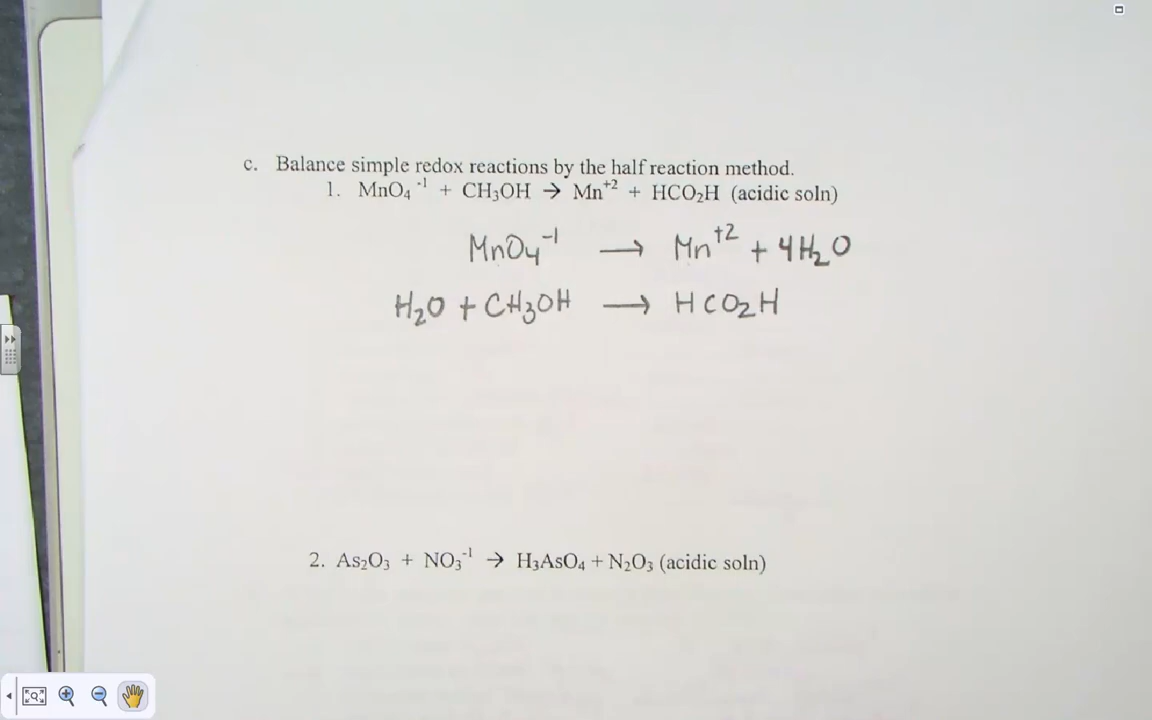 c. Balance simple redox reactions by the half reaction method.
1. MnO₄⁻¹ + CH₃OH → Mn⁺² + HCO₂H (acidic soln)
MnO₄⁻¹ → Mn⁺² + 4H₂O
H₂O + CH₃OH → HCO₂H
2. As₂O₃ + NO₃⁻¹ → H₃AsO₄ + N₂O₃ (acidic soln)